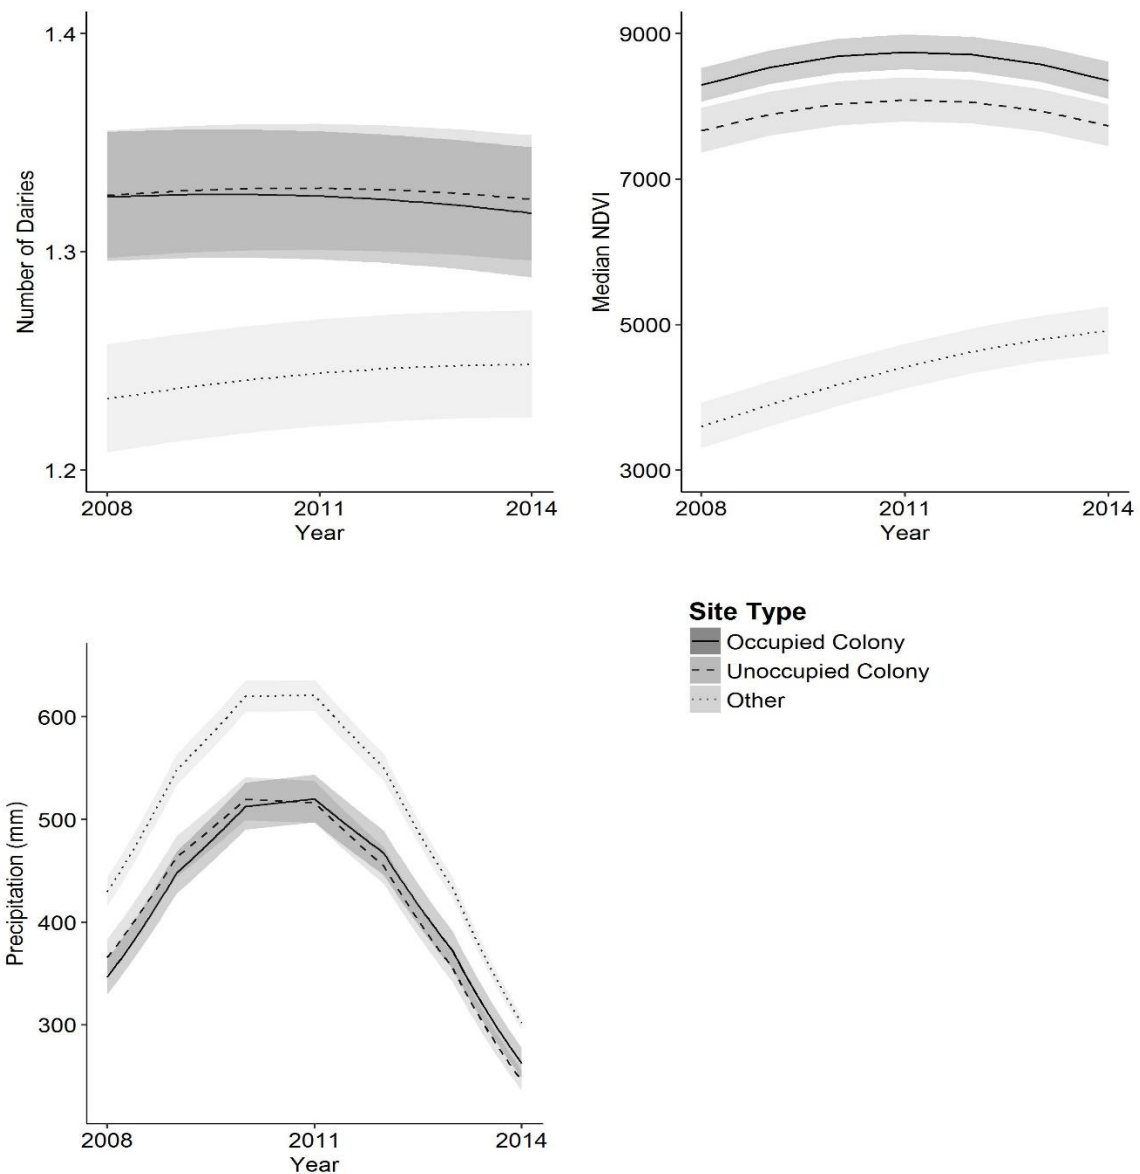 1.4
1.3
1.2
Number of Dairies
2008
2011
2014
Year
9000
7000
5000
3000
Median NDVI
2008
2011
2014
Year
600
500
400
300
Precipitation (mm)
2008
2011
2014
Year
Site Type
Occupied Colony
Unoccupied Colony
Other